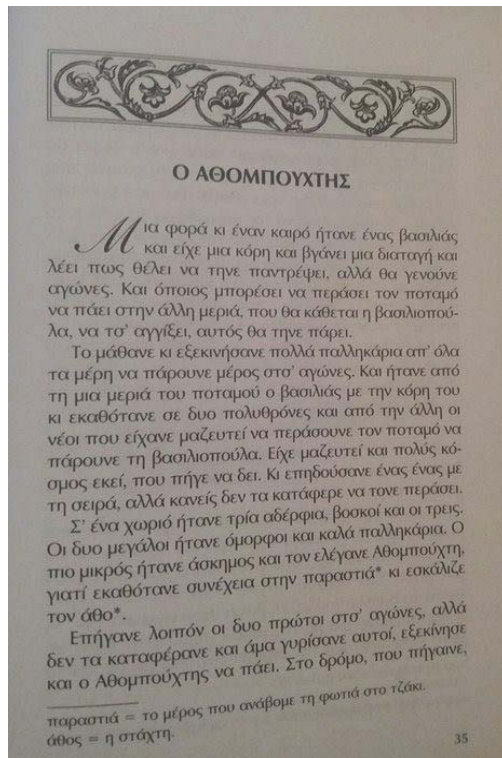 Ο ΑΘΟΜΠΟΥΧΤΗΣ
Μια φορά κι έναν καιρό ήτανε ένας βασιλιάς
και είχε μια κόρη και βγάνει μια διαταγή και
λέει πως θέλει να τηνε παντρέψει, αλλά θα γενούνε
αγώνες. Και όποιος μπορέσει να περάσει τον ποταμό
να πάει στην άλλη μεριά, που θα κάθεται η βασιλιοπού-
λα, να τσ' αγγίξει, αυτός θα τηνε πάρει.
Το μάθανε κι εξεκινήσανε πολλά παλληκάρια απ' όλα
τα μέρη να πάρουνε μέρος στσ' αγώνες. Και ήτανε από
τη μια μεριά του ποταμού ο βασιλιάς με την κόρη του
κι εκαθότανε σε δυο πολυθρόνες και από την άλλη οι
νέοι που είχανε μαζευτεί να περάσουνε τον ποταμό να
πάρουνε τη βασιλιοπούλα. Είχε μαζευτεί και πολύς κό-
σμος εκεί, που πήγε να δει. Κι επηδούσανε ένας ένας με
τη σειρά, αλλά κανείς δεν τα κατάφερε να τονε περάσει.
Σ' ένα χωριό ήτανε τρία αδέρφια, βοσκοί και οι τρεις.
Οι δυο μεγάλοι ήτανε όμορφοι και καλά παλληκάρια. Ο
πιο μικρός ήτανε άσκημος και τον ελέγανε Αθομπούχτη,
γιατί εκαθότανε συνέχεια στην παραστιά* κι εσκάλιζε
τον άθο*.
Επήγανε λοιπόν οι δυο πρώτοι στσ' αγώνες, αλλά
δεν τα καταφέρανε και άμα γυρίσανε αυτοί, εξεκίνησε
και ο Αθομπούχτης να πάει. Στο δρόμο, που πήγαινε,
παραστιά = το μέρος που ανάβομε τη φωτιά στο τζάκι.
άθος = η στάχτη.
35